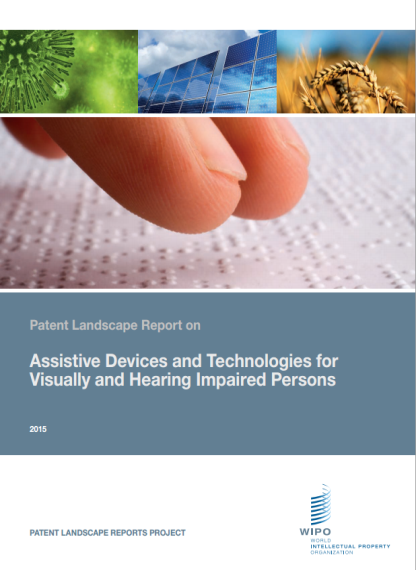 Patent Landscape Report on
Assistive Devices and Technologies for
Visually and Hearing Impaired Persons
2015
PATENT LANDSCAPE REPORTS PROJECT
WIPO
WORLD
INTELLECTUAL PROPERTY
ORGANIZATION